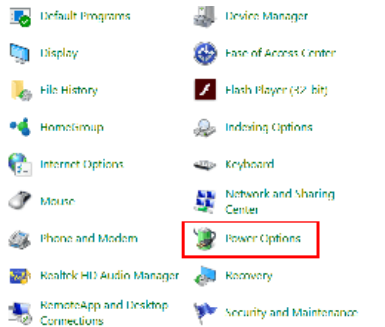 Default Programs
Device Manager
Display
Ease of Access Center
File History
Flash Player (32-bit)
HomeGroup
Indexing Options
Internet Options
Keyboard
Mouse
Network and Sharing
Center
Phone and Modem
Power Options
Realtek HD Audio Manager
Recovery
RemoteApp and Desktop
Connections
Security and Maintenance